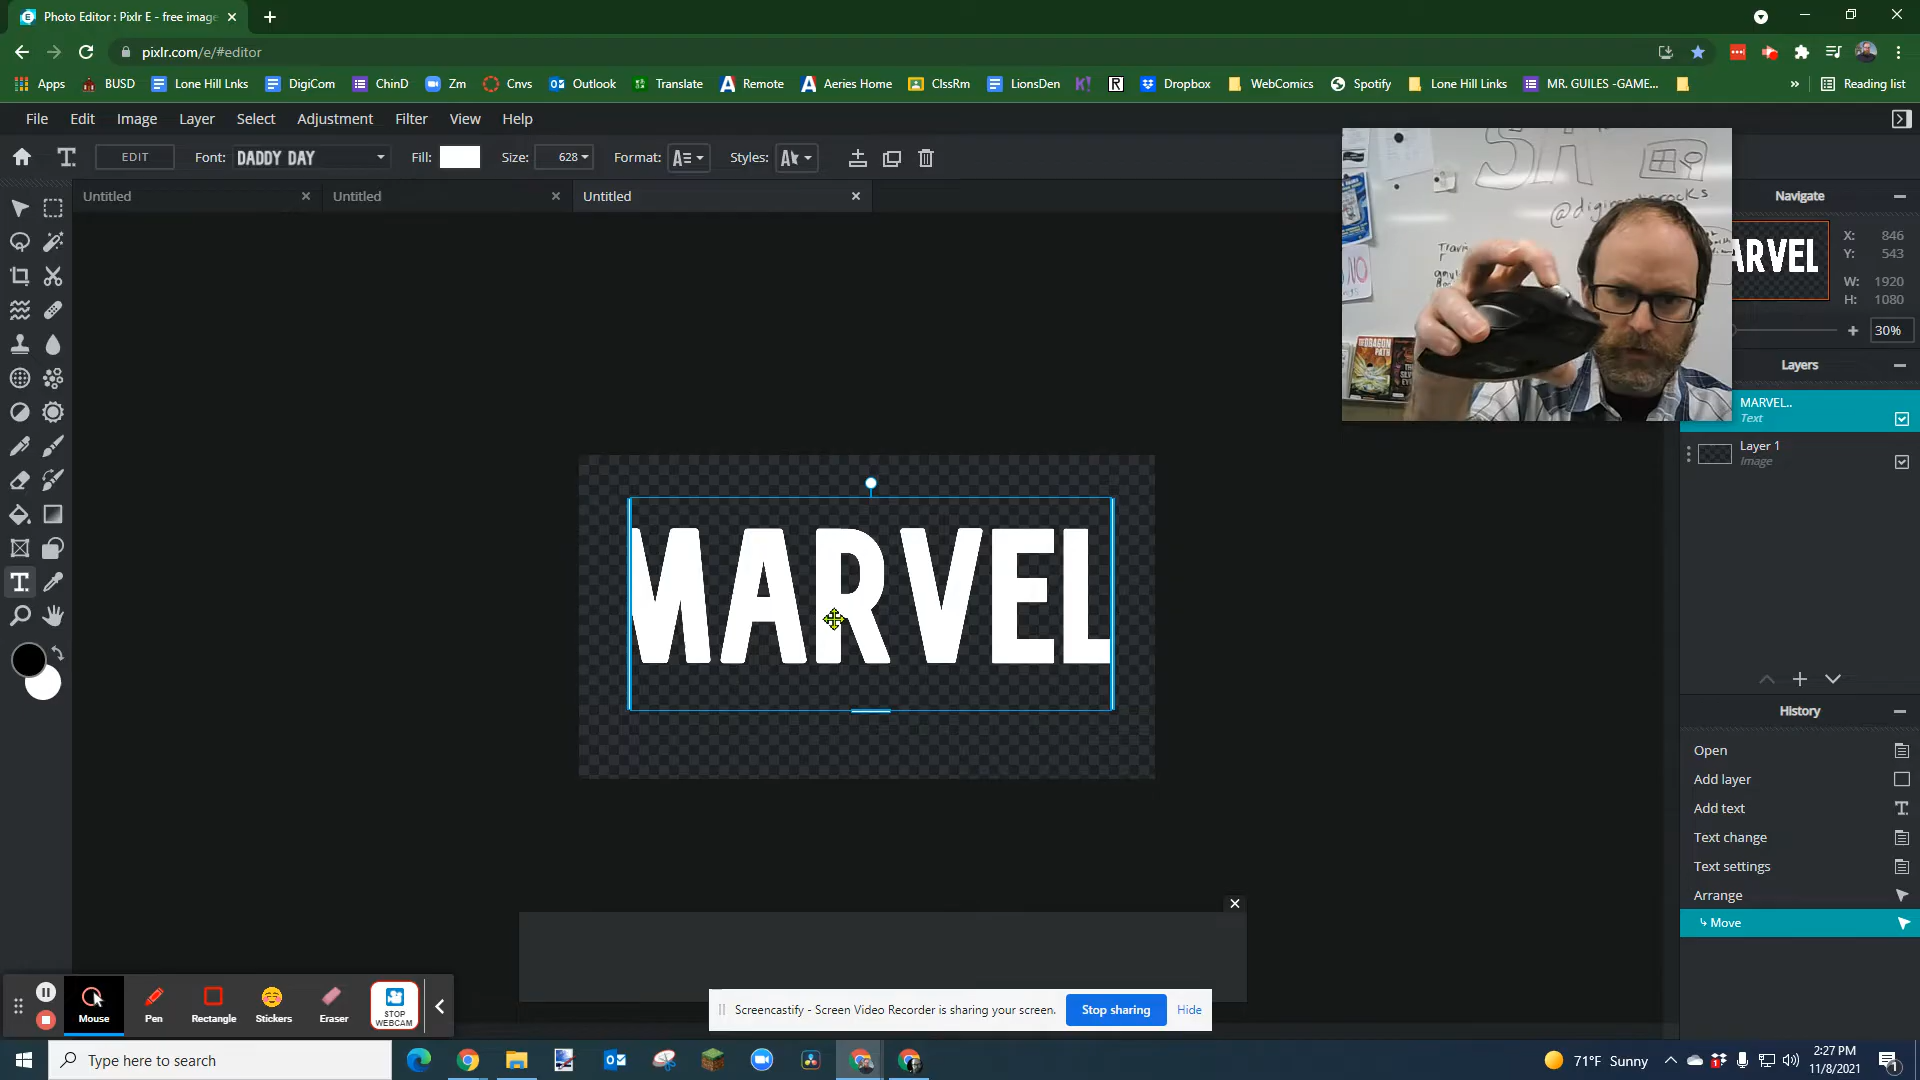 Photo Editor : Pixlr E - free image
pixlr.com/e/#editor
Apps BUSD Lone Hill Lnks DigiCom ChinD Zm Cnvs Outlook Translate Remote Aeries Home ClssRm LionsDen Dropbox WebComics Spotify Lone Hill Links MR. GUILES -GAME... » Reading list
File Edit Image Layer Select Adjustment Filter View Help
EDIT Font: DADDY DAY Fill: Size: 628 Format: Styles:
Untitled Untitled Untitled
Navigate
X: 846
Y: 543
W: 1920
H: 1080
30%
ARVEL
Layers
MARVEL..
Text
Layer 1
Image
MARVEL
DRAGON
PATH
History
Open
Add layer
Add text
Text change
Text settings
Arrange
Move
Mouse Pen Rectangle Stickers Eraser STOP
WEBCAM
Screencastify - Screen Video Recorder is sharing your screen. Stop sharing Hide
Type here to search
71°F Sunny
2:27 PM
11/8/2021